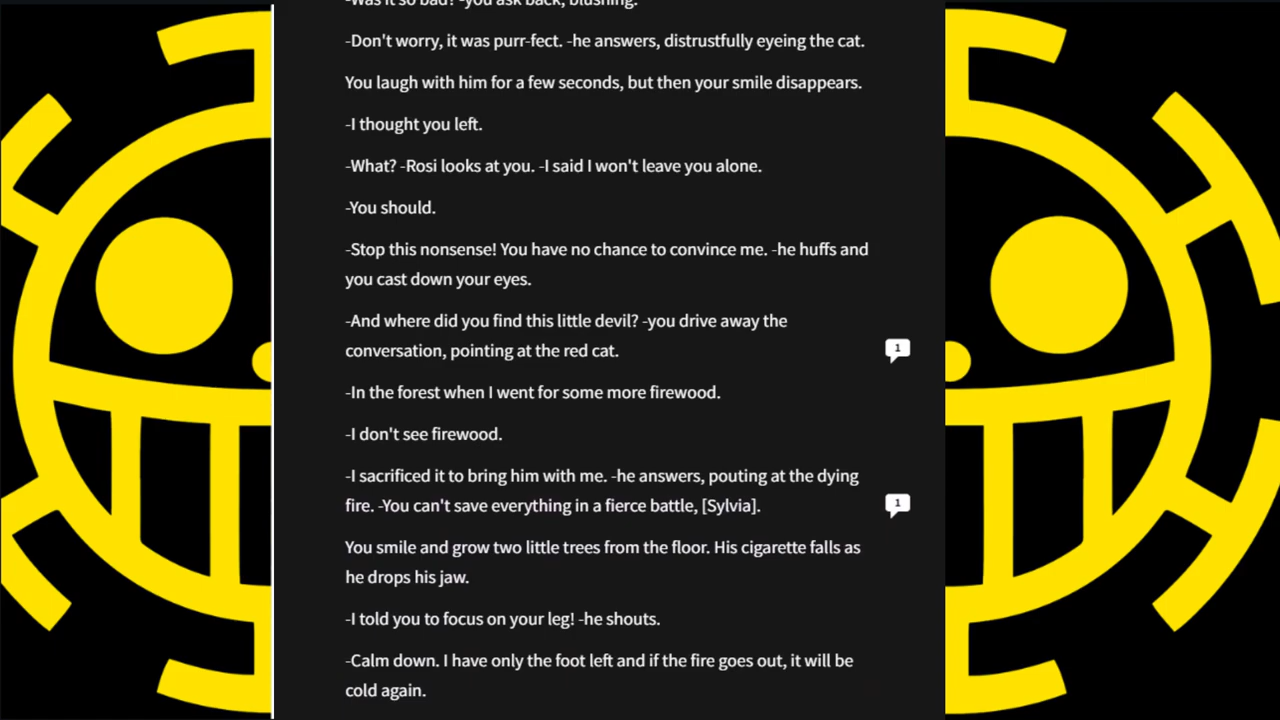 -Was it so bad? -you ask back, blushing.
-Don't worry, it was purr-fect. -he answers, distrustfully eyeing the cat.
You laugh with him for a few seconds, but then your smile disappears.
-I thought you left.
-What? -Rosi looks at you. -I said I won't leave you alone.
-You should.
-Stop this nonsense! You have no chance to convince me. -he huffs and
you cast down your eyes.
-And where did you find this little devil? -you drive away the
conversation, pointing at the red cat.
1
-In the forest when I went for some more firewood.
-I don't see firewood.
-I sacrificed it to bring him with me. -he answers, pouting at the dying
fire. -You can't save everything in a fierce battle, [Sylvia].
1
You smile and grow two little trees from the floor. His cigarette falls as
he drops his jaw.
-I told you to focus on your leg! -he shouts.
-Calm down. I have only the foot left and if the fire goes out, it will be
cold again.